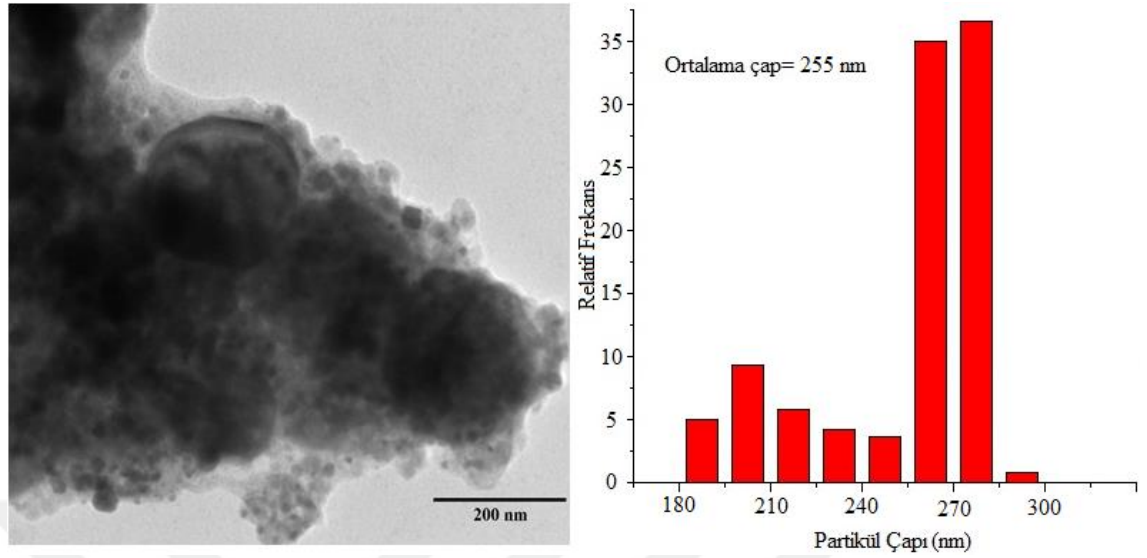 200 nm
Ortalama çap= 255 nm
Relatif Frekans
35
30
25
20
15
10
5
0
180 210 240 270 300
Partikül Çapı (nm)